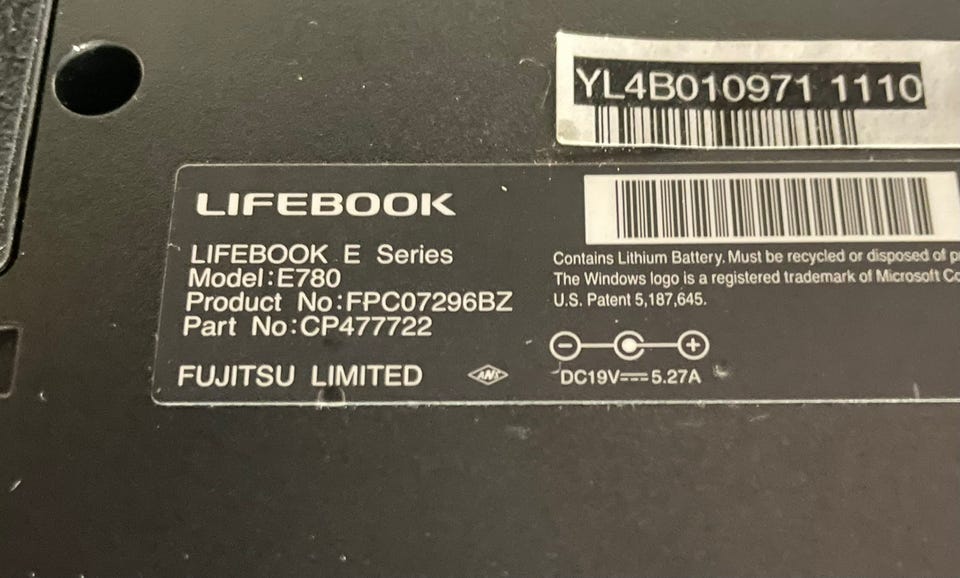 YL4B010971 1110
LIFEBOOK
LIFEBOOK E Series
Model:E780
Product No:FPC07296BZ
Part No:CP477722
FUJITSU LIMITED
ANS
Contains Lithium Battery. Must be recycled or disposed of
The Windows logo is a registered trademark of Microsoft
U.S. Patent 5,187,645.
DC19V⎓5.27A